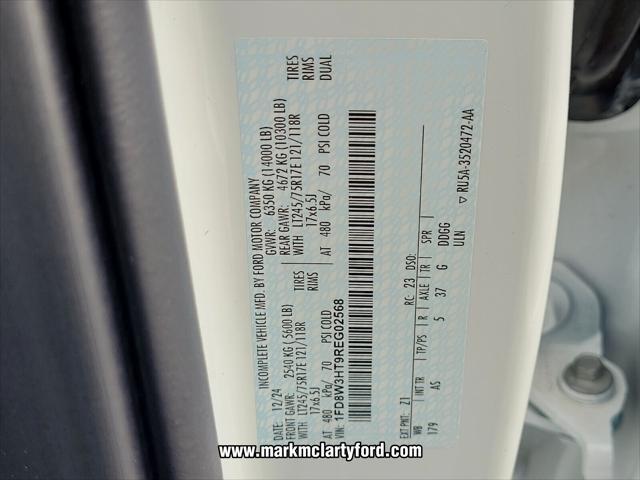 INCOMPLETE VEHICLE MFD. BY FORD MOTOR COMPANY
DATE: 12/24 GVWR: 6350 KG (14000 LB)
FRONT GAWR: 2540 KG (5600 LB) REAR GAWR: 4672 KG (10300 LB)
WITH LT245/75R17E 121/118R TIRES WITH LT245/75R17E 121/118R TIRES
17x6.5J RIMS 17x6.5J RIMS
AT 480 kPa/ 70 PSI COLD AT 480 kPa/ 70 PSI COLD DUAL
VIN: 1FD8W3HT9REG02568
EXT PNT: Z1 RC: 23 DSO:
WB INT TR TP/PS R AXLE TR SPR
179 AS 5 37 G DDGG
ULN
▽ RU5A-3520472-AA
www.markmclartyford.com